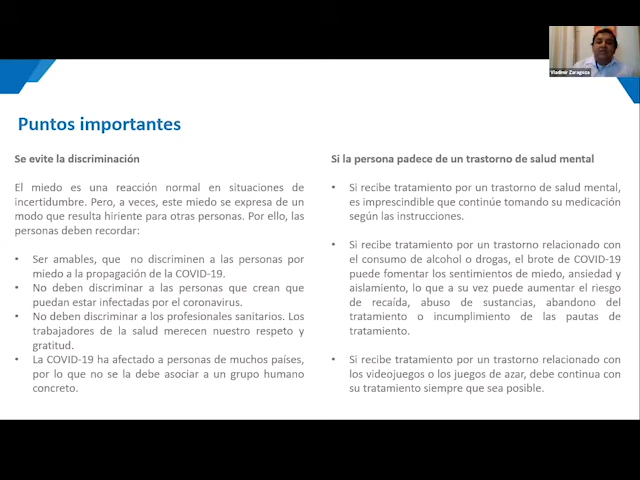 Vladimir Zaragoza
Puntos importantes
Se evite la discriminación
El miedo es una reacción normal en situaciones de
incertidumbre. Pero, a veces, este miedo se expresa de un
modo que resulta hiriente para otras personas. Por ello, las
personas deben recordar:
• Ser amables, que no discriminen a las personas por
miedo a la propagación de la COVID-19.
• No deben discriminar a las personas que crean que
puedan estar infectadas por el coronavirus.
• No deben discriminar a los profesionales sanitarios. Los
trabajadores de la salud merecen nuestro respeto y
gratitud.
• La COVID-19 ha afectado a personas de muchos países,
por lo que no se la debe asociar a un grupo humano
concreto.
Si la persona padece de un trastorno de salud mental
• Si recibe tratamiento por un trastorno de salud mental,
es imprescindible que continúe tomando su medicación
según las instrucciones.
• Si recibe tratamiento por un trastorno relacionado con
el consumo de alcohol o drogas, el brote de COVID-19
puede fomentar los sentimientos de miedo, ansiedad y
aislamiento, lo que a su vez puede aumentar el riesgo
de recaída, abuso de sustancias, abandono del
tratamiento o incumplimiento de las pautas de
tratamiento.
• Si recibe tratamiento por un trastorno relacionado con
los videojuegos o los juegos de azar, debe continua con
su tratamiento siempre que sea posible.